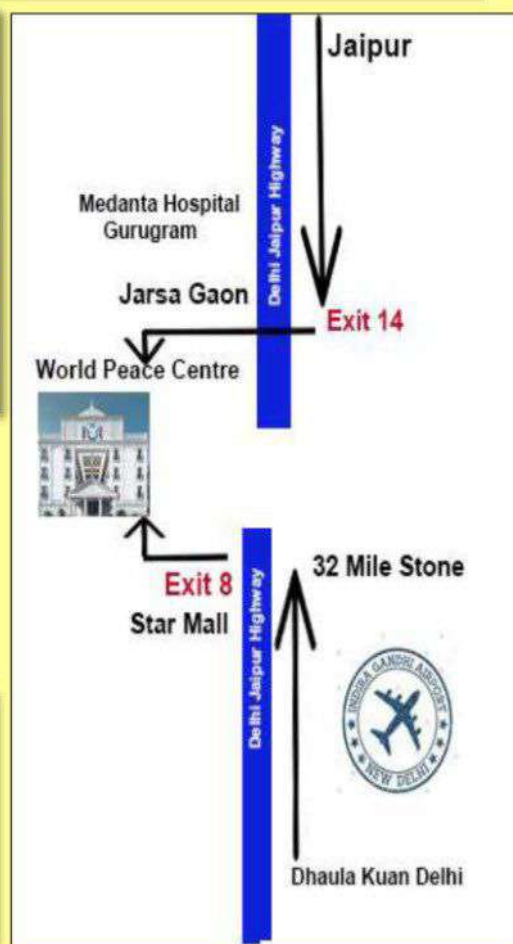 Jaipur
Delhi Jaipur Highway
Medanta Hospital
Gurugram
Jarsa Gaon
Exit 14
World Peace Centre
Exit 8
32 Mile Stone
Star Mall
Delhi Jaipur Highway
INDIRA GANDHI AIRPORT
NEW DELHI
Dhaula Kuan Delhi